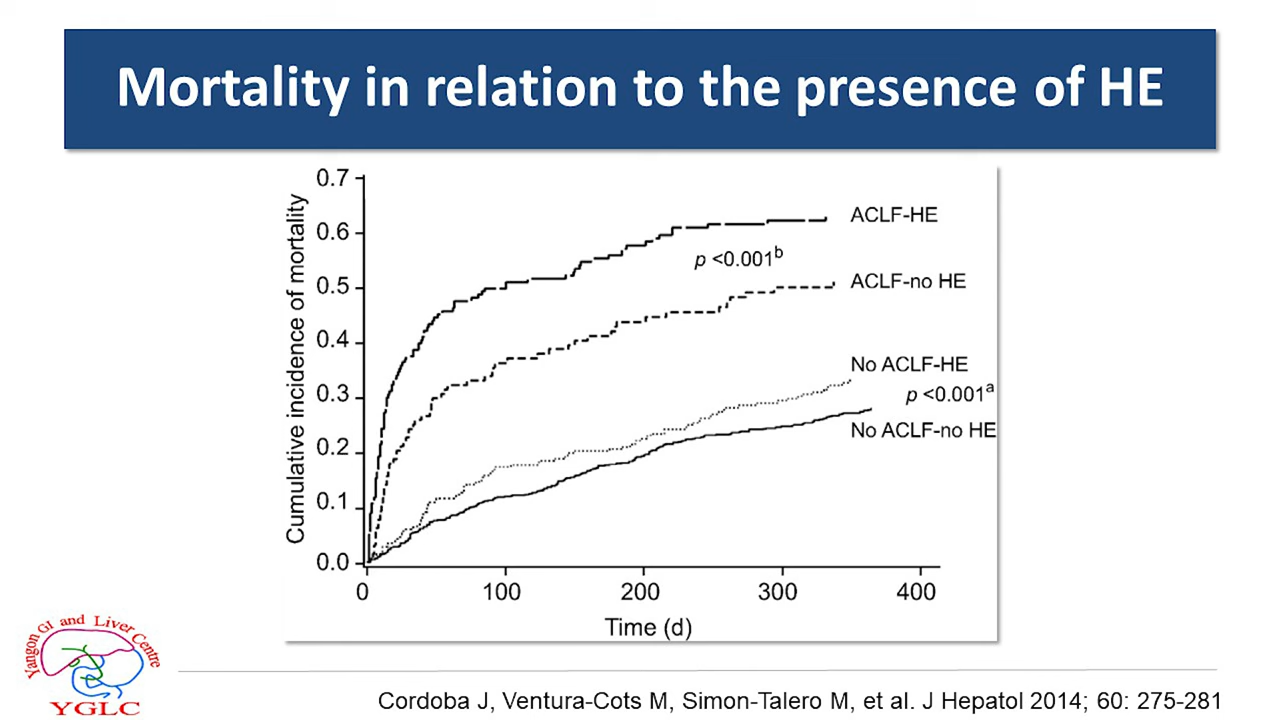 Mortality in relation to the presence of HE
Cumulative incidence of mortality
0.7
0.6
0.5
0.4
0.3
0.2
0.1
0.0
0
100
200
300
400
Time (d)
ACLF-HE
p <0.001b
ACLF-no HE
No ACLF-HE
p <0.001a
No ACLF-no HE
Yangon GI and Liver Centre
YGLC
Cordoba J, Ventura-Cots M, Simon-Talero M, et al. J Hepatol 2014; 60: 275-281